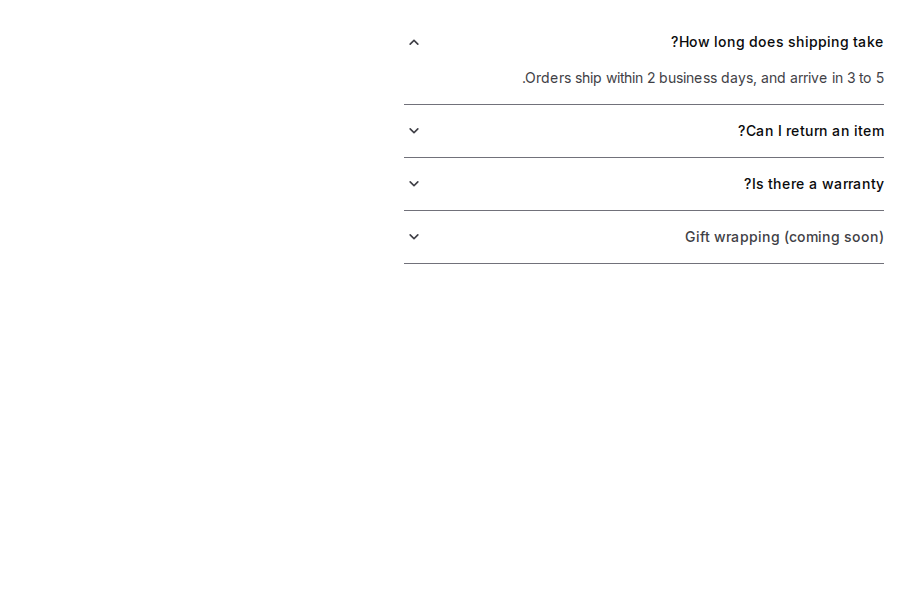 How long does shipping take?
Orders ship within 2 business days, and arrive in 3 to 5.
Can I return an item?
Is there a warranty?
Gift wrapping (coming soon)